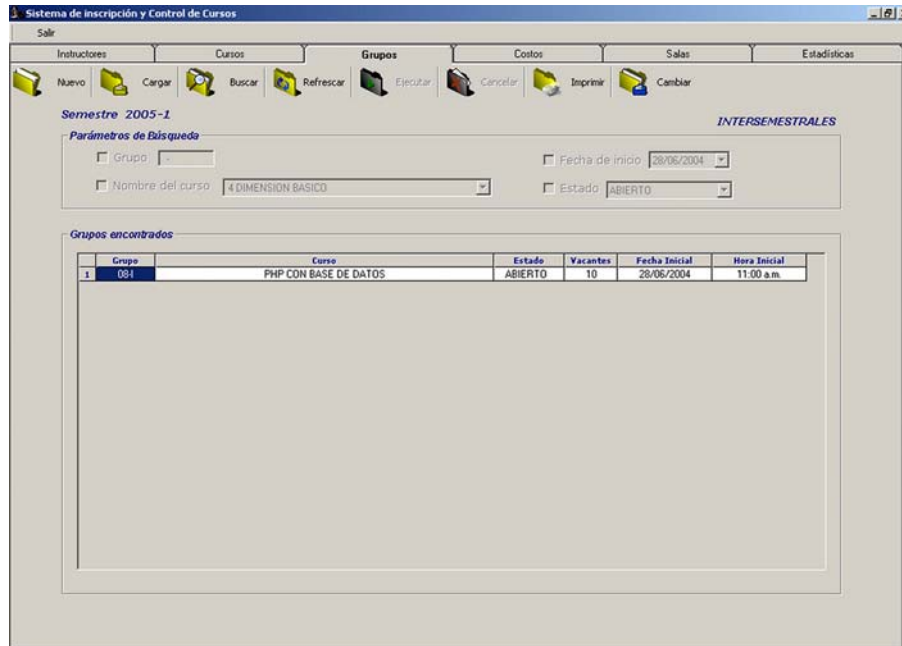 Sistema de inscripción y Control de Cursos
Salir
Instructores Cursos Grupos Costos Salas Estadísticas
Nuevo Cargar Buscar Refrescar Ejecutar Cancelar Imprimir Cambiar
Semestre 2005-1
INTERSEMESTRALES
Parámetros de Búsqueda
Grupo - Fecha de inicio 28/06/2004
Nombre del curso 4 DIMENSION BASICO Estado ABIERTO
Grupos encontrados
Grupo Curso Estado Vacantes Fecha Inicial Hora Inicial
1 PHP CON BASE DE DATOS ABIERTO 10 28/06/2004 11:00 a.m.